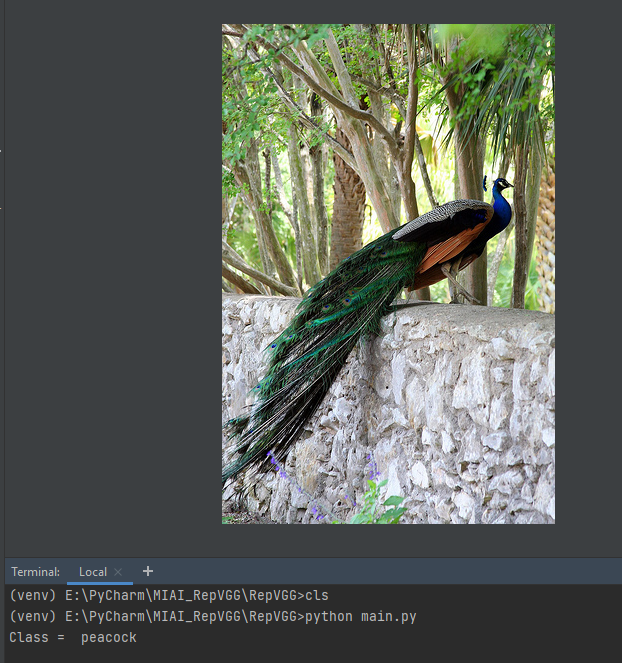 Terminal: Local × +
(venv) E:\PyCharm\MIAI_RepVGG\RepVGG>cls
(venv) E:\PyCharm\MIAI_RepVGG\RepVGG>python main.py
Class =  peacock